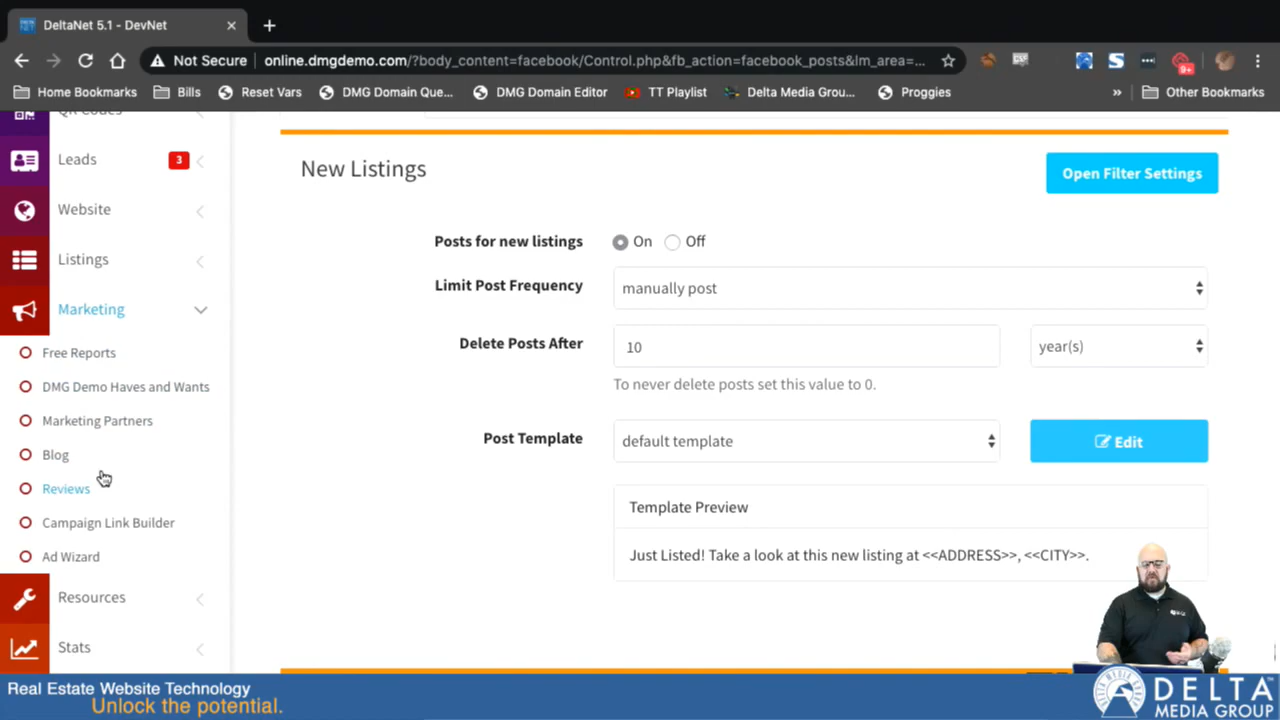 DeltaNet 5.1 - DevNet
Not Secure
online.dmgdemo.com/?body_content=facebook/Control.php&fb_action=facebook_posts&lm_area=...
9+
Home Bookmarks
Bills
Reset Vars
DMG Domain Que...
DMG Domain Editor
TT Playlist
Delta Media Grou...
Proggies
»
Other Bookmarks
QR Codes
Leads
3
Website
Listings
Marketing
Free Reports
DMG Demo Haves and Wants
Marketing Partners
Blog
Reviews
Campaign Link Builder
Ad Wizard
Resources
Stats
New Listings
Open Filter Settings
Posts for new listings
On
Off
Limit Post Frequency
manually post
Delete Posts After
10
year(s)
To never delete posts set this value to 0.
Post Template
default template
Edit
Template Preview
Just Listed! Take a look at this new listing at <<ADDRESS>>, <<CITY>>.
Real Estate Website Technology
Unlock the potential.
DELTA
MEDIA GROUP